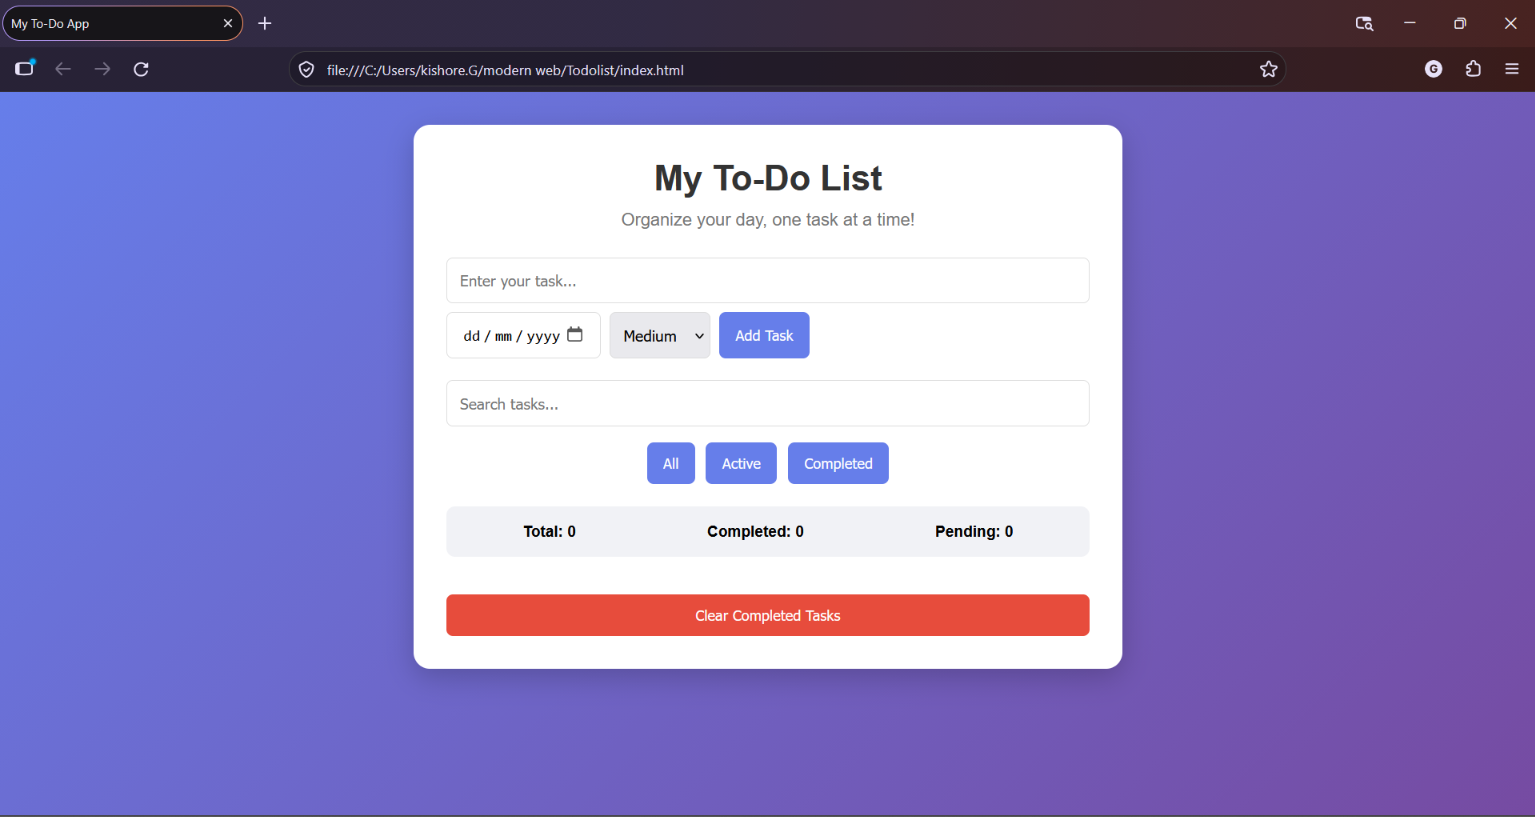 My To-Do App
file:///C:/Users/kishore.G/modern web/Todolist/index.html
G
My To-Do List
Organize your day, one task at a time!
Enter your task...
dd / mm / yyyy Medium Add Task
Search tasks...
All Active Completed
Total: 0 Completed: 0 Pending: 0
Clear Completed Tasks